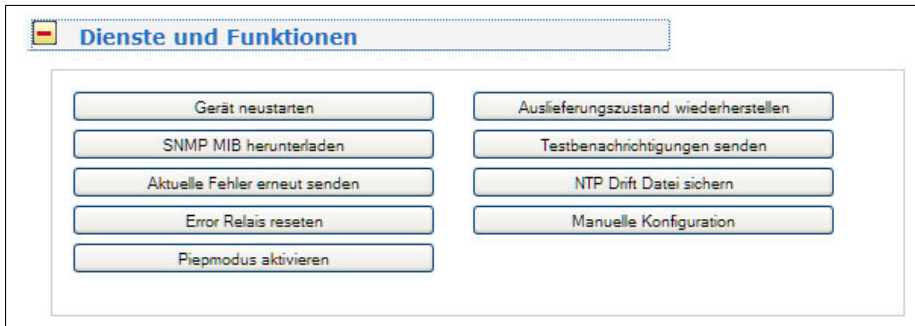 Dienste und Funktionen
Gerät neustarten
Auslieferungszustand wiederherstellen
SNMP MIB herunterladen
Testbenachrichtigungen senden
Aktuelle Fehler erneut senden
NTP Drift Datei sichern
Error Relais reseten
Manuelle Konfiguration
Piepmodus aktivieren